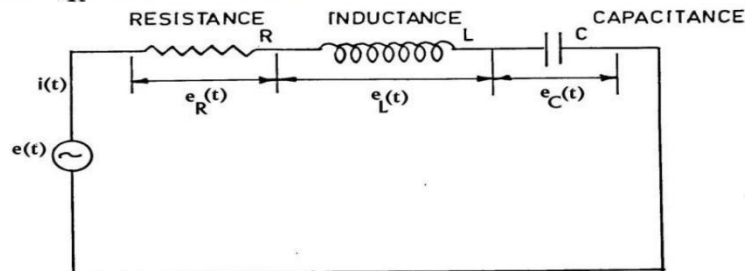 RESISTANCE INDUCTANCE CAPACITANCE
R L C
i(t)
e_R(t) e_L(t) e_C(t)
e(t)